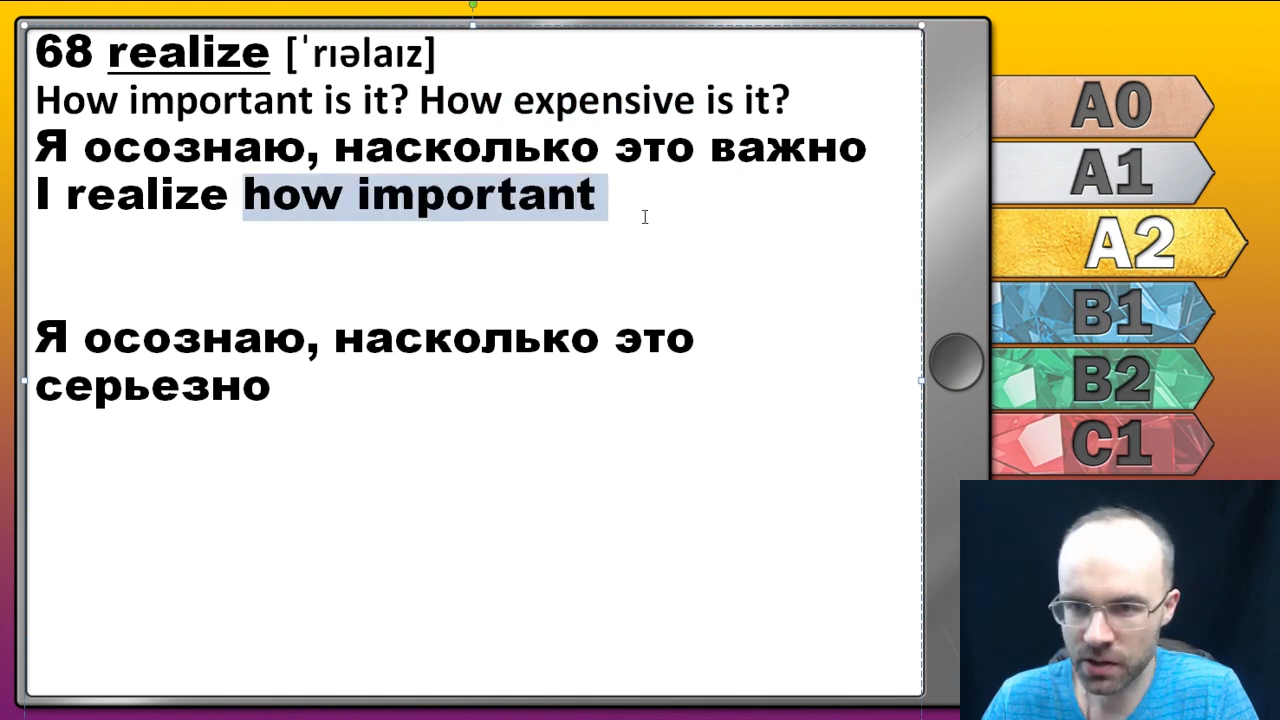 68 realize [ˈrɪəlaɪz]
How important is it? How expensive is it?
Я осознаю, насколько это важно
I realize how important
Я осознаю, насколько это
серьезно
A0
A1
A2
B1
B2
C1